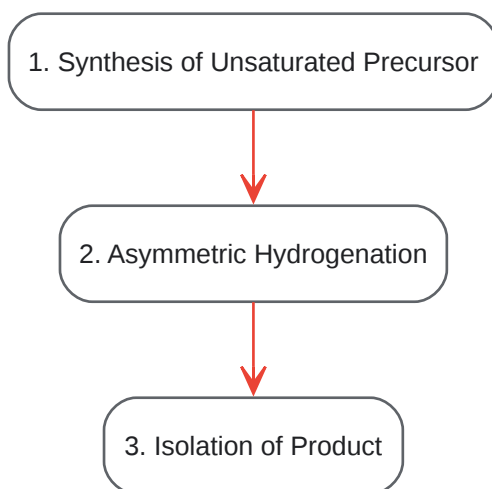 1. Synthesis of Unsaturated Precursor
2. Asymmetric Hydrogenation
3. Isolation of Product